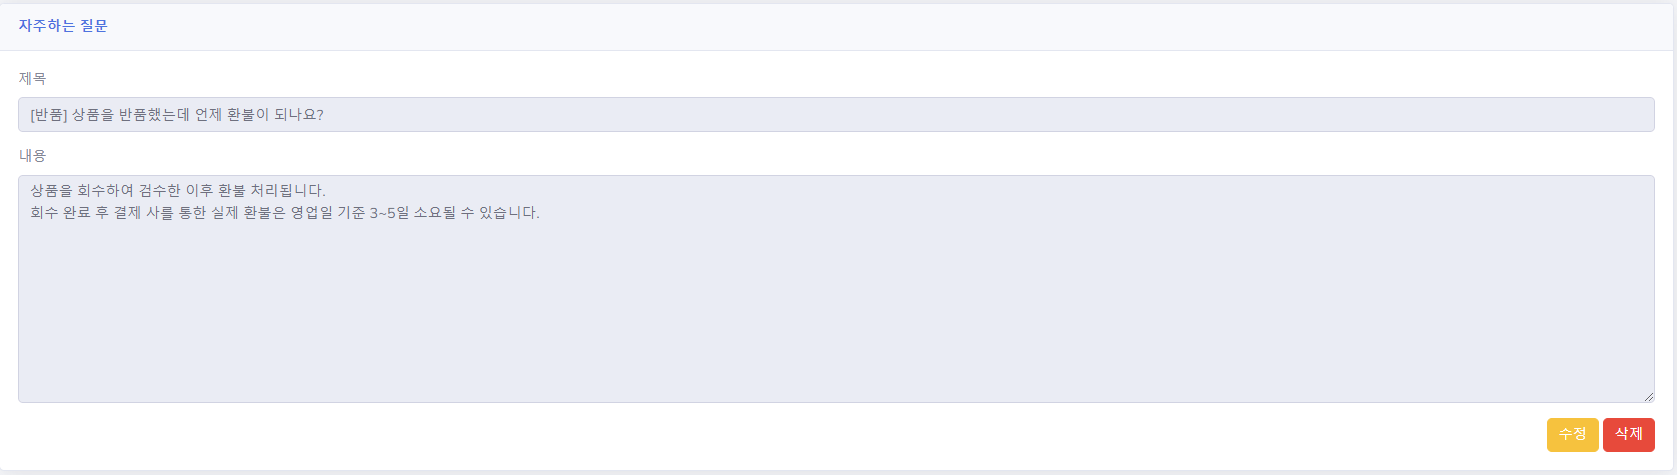 자주하는 질문
제목
[반품] 상품을 반품했는데 언제 환불이 되나요?
내용
상품을 회수하여 검수한 이후 환불 처리됩니다.
회수 완료 후 결제 사를 통한 실제 환불은 영업일 기준 3~5일 소요될 수 있습니다.
수정 삭제